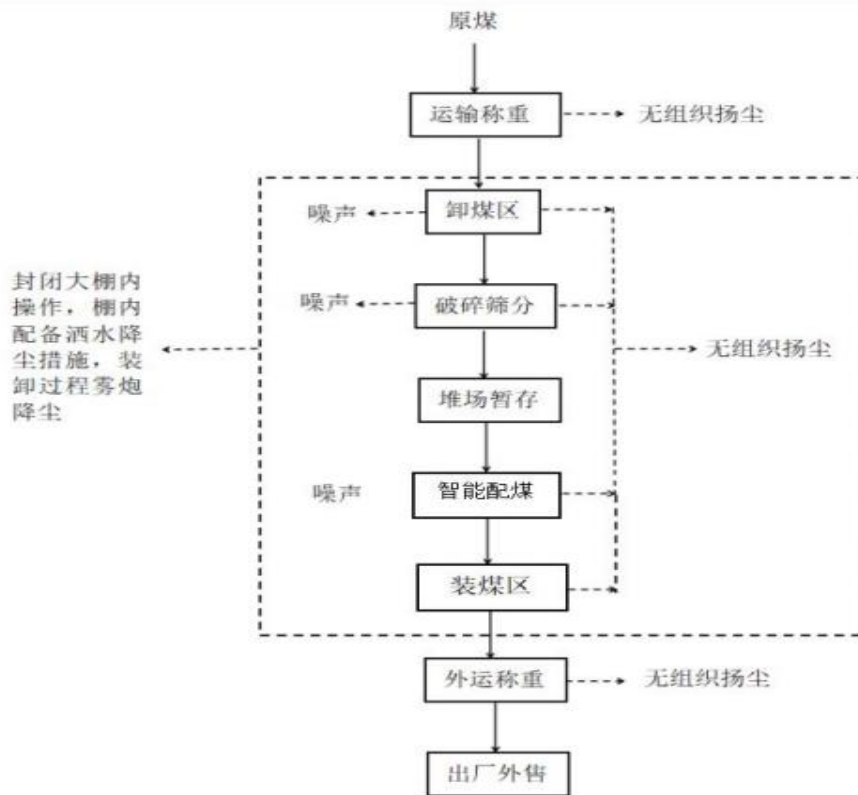 原煤
运输称重
无组织扬尘
噪声
卸煤区
封闭大棚内
操作，棚内
配备洒水降
尘措施，装
卸过程雾炮
降尘
噪声
破碎筛分
无组织扬尘
堆场暂存
噪声
智能配煤
装煤区
外运称重
无组织扬尘
出厂外售